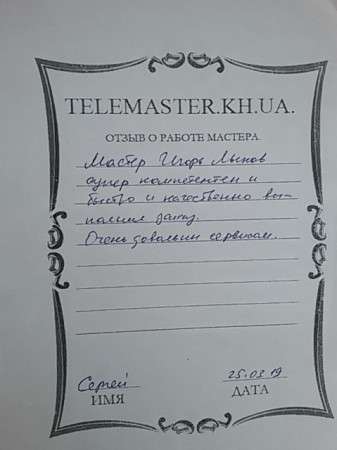 TELEMASTER.KH.UA.
ОТЗЫВ О РАБОТЕ МАСТЕРА
Мастер Игорь
супер компетентен и
быстро и качественно вы-
полнил заказ.
Очень довольны сервисом.
Сергей 25.03.19
ИМЯ ДАТА